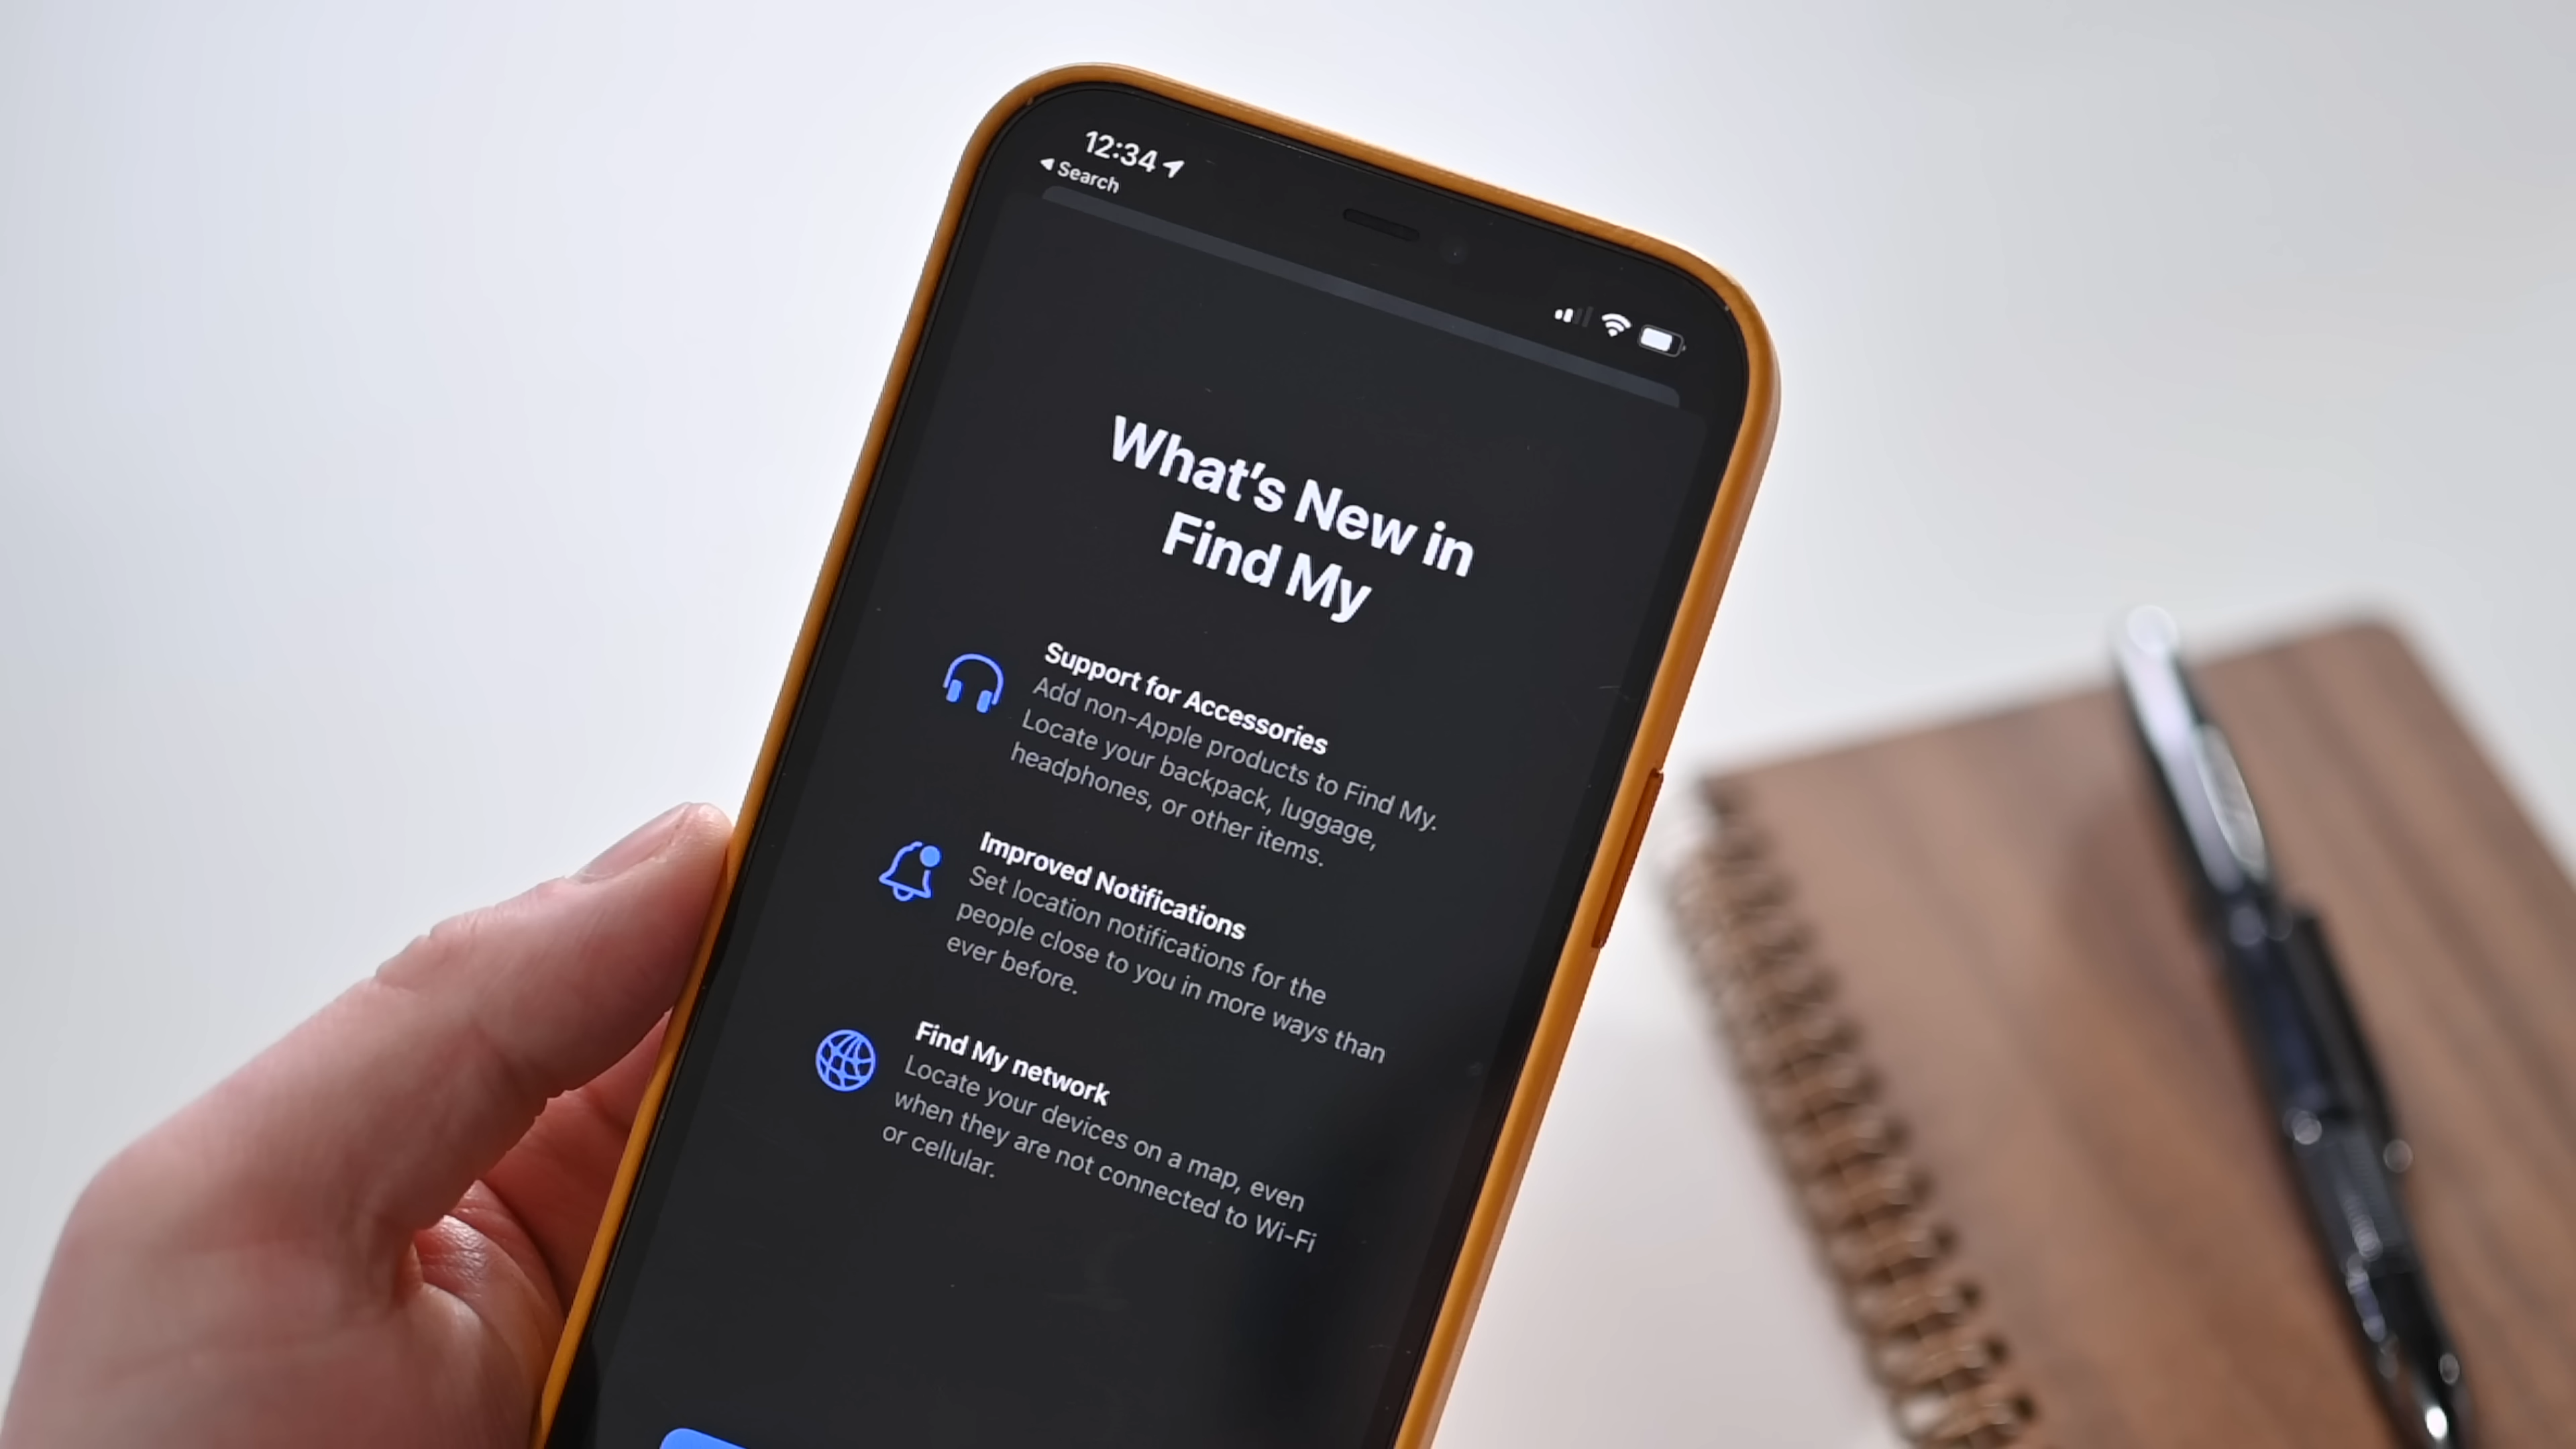 12:34
Search
What's New in
Find My
Support for Accessories
Add non-Apple products to Find My.
Locate your backpack, luggage,
headphones, or other items.
Improved Notifications
Set location notifications for the
people close to you in more ways than
ever before.
Find My network
Locate your devices on a map, even
when they are not connected to Wi-Fi
or cellular.